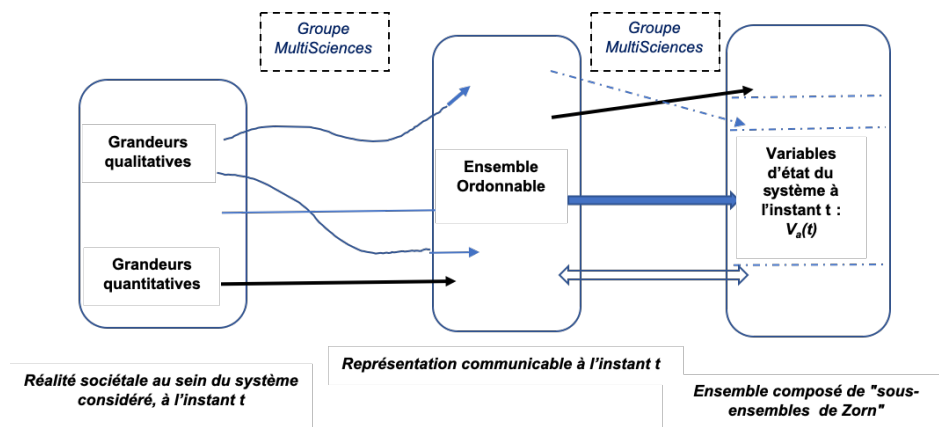 Groupe
MultiSciences
Groupe
MultiSciences
Grandeurs
qualitatives
Grandeurs
quantitatives
Ensemble
Ordonnable
Variables
d’état du
système à
l’instant t :
Va(t)
Réalité sociétale au sein du système
considéré, à l’instant t
Représentation communicable à l’instant t
Ensemble composé de "sous-
ensembles de Zorn"